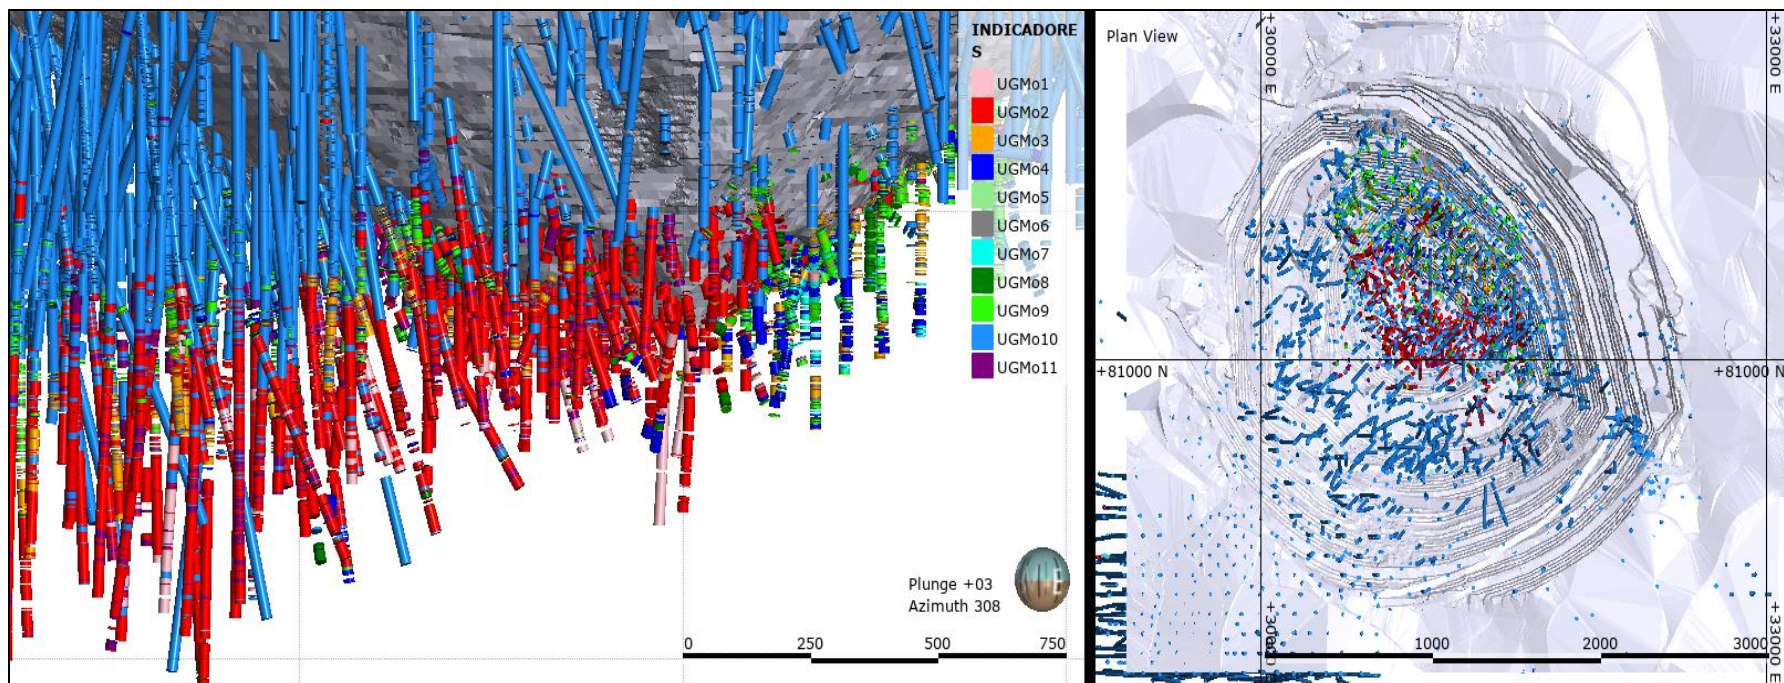 INDICADORE
S
UGMo1
UGMo2
UGMo3
UGMo4
UGMo5
UGMo6
UGMo7
UGMo8
UGMo9
UGMo10
UGMo11
E
Plunge +03
Azimuth 308
0 250 500 750
Plan View
+30000 E
+33000 E
+81000 N
+81000 N
+30000 E
+33000 E
1000 2000 3000